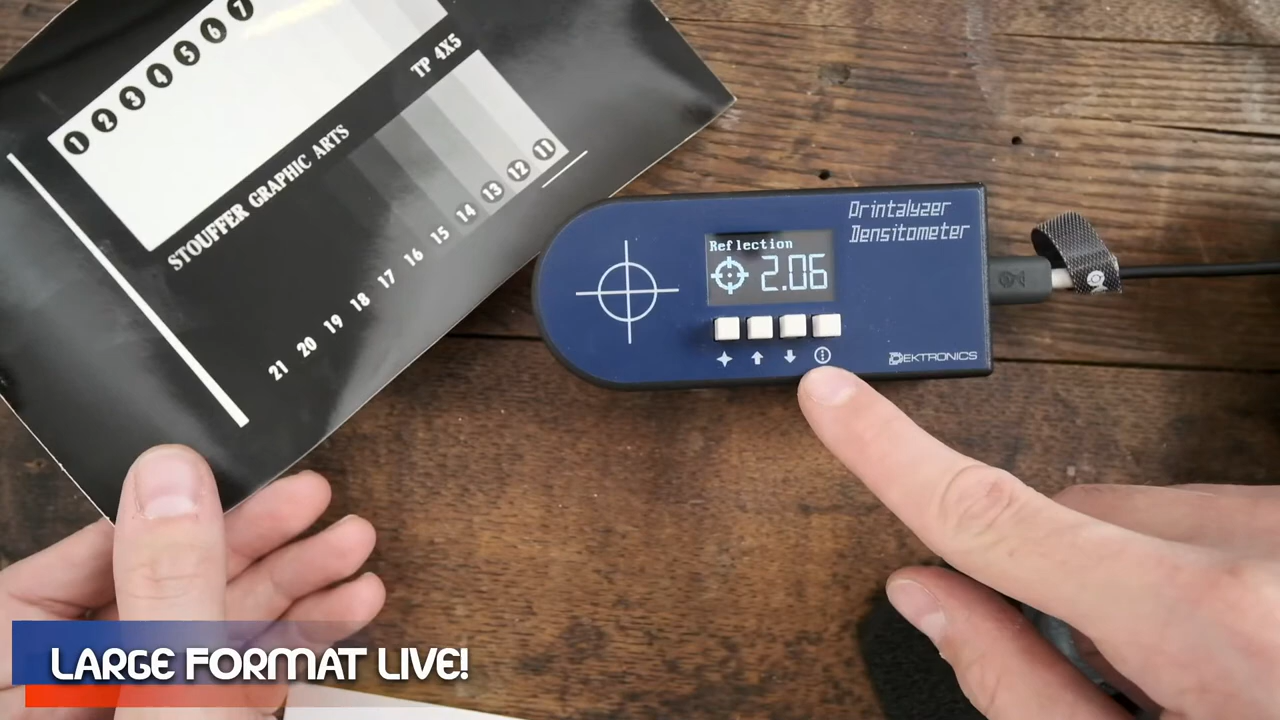 1 2 3 4 5 6 7
TP 4X5
STOUFFER GRAPHIC ARTS
21 20 19 18 17 16 15 14 13 12 11
Printalyzer
Densitometer
Reflection
2.06
DEKTRONICS
LARGE FORMAT LIVE!